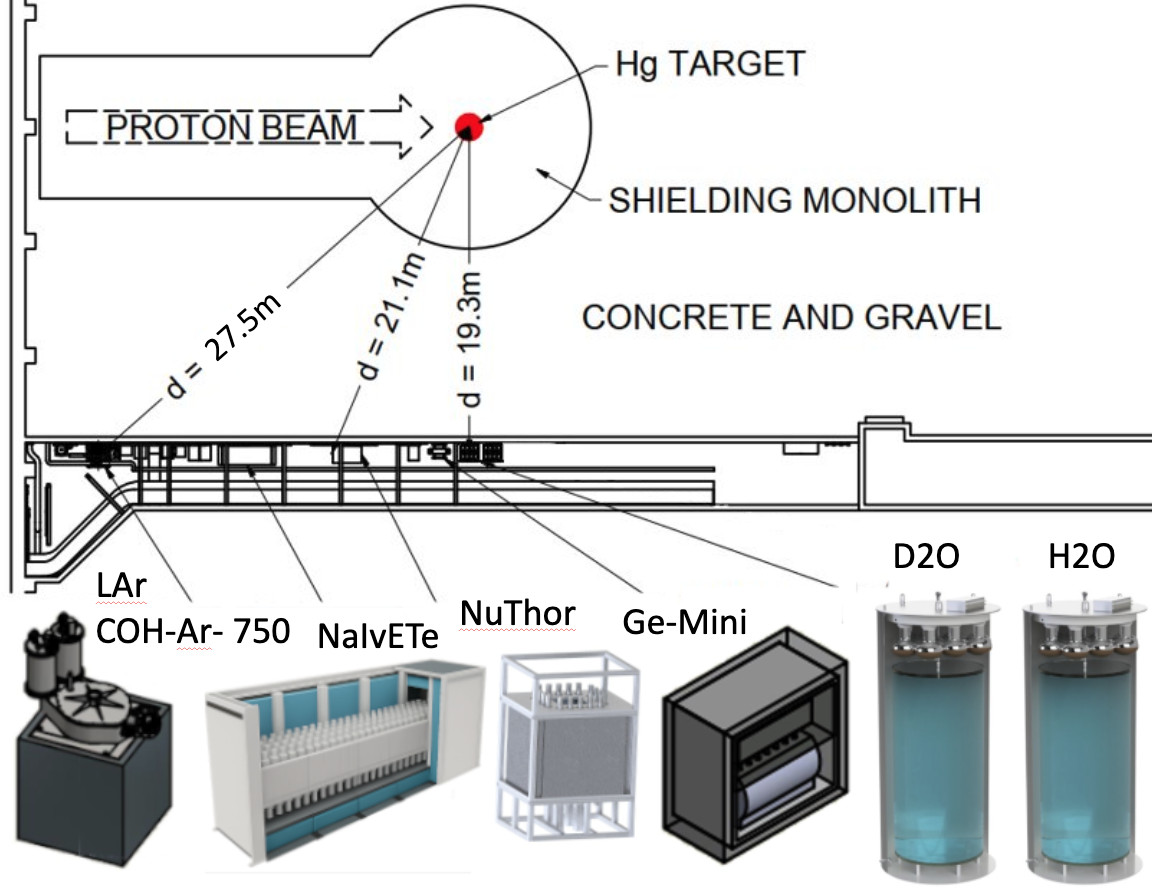 Hg TARGET
PROTON BEAM
SHIELDING MONOLITH
d = 27.5m
d = 21.1m
d = 19.3m
CONCRETE AND GRAVEL
D2O
H2O
LAr
COH-Ar- 750
NaIvETe
NuThor
Ge-Mini